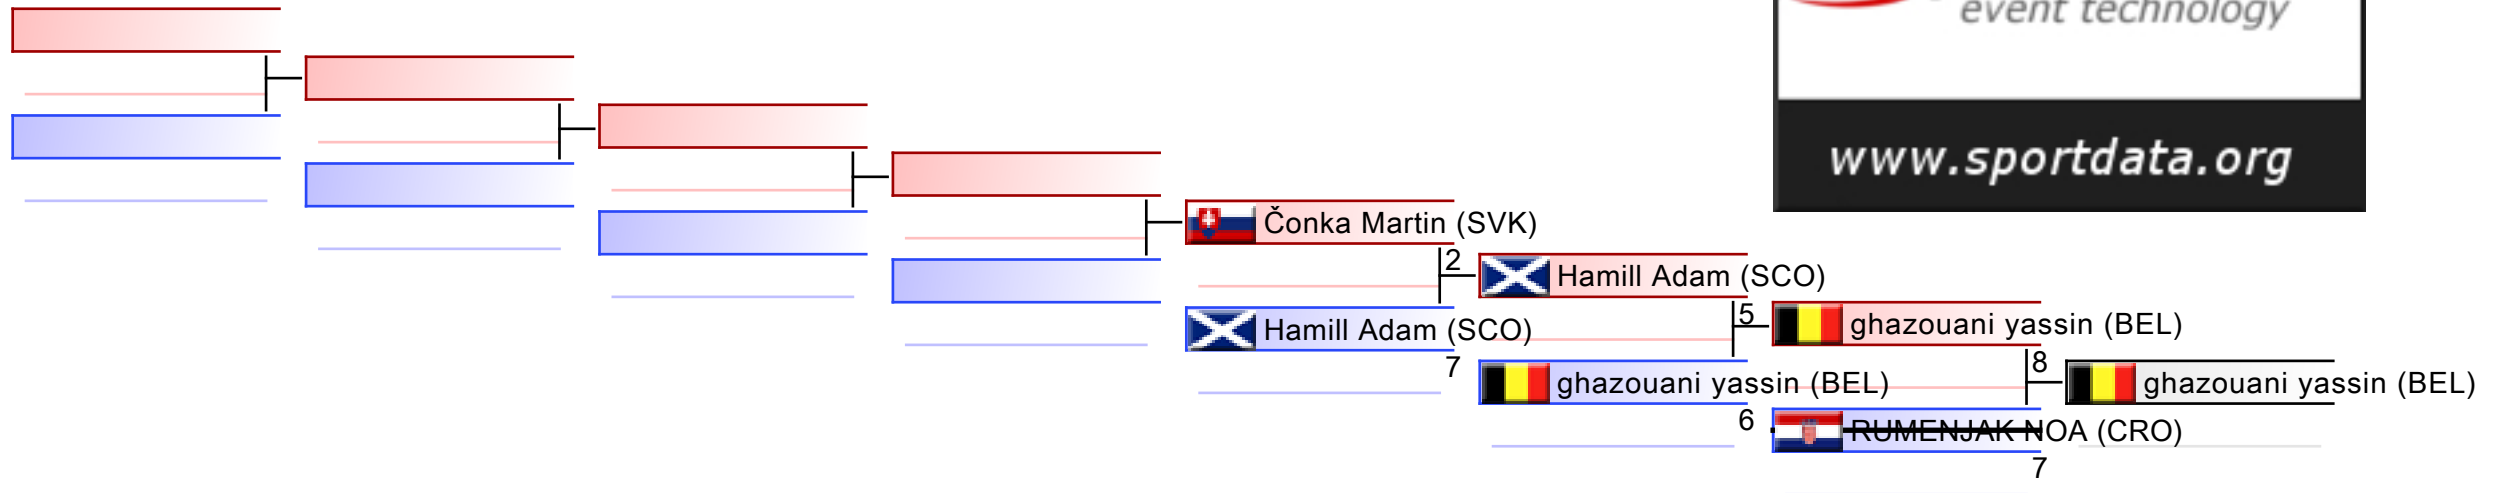 event technology
www.sportdata.org
Čonka Martin (SVK)
2
Hamill Adam (SCO)
Hamill Adam (SCO)
7
5
ghazouani yassin (BEL)
ghazouani yassin (BEL)
6
8
ghazouani yassin (BEL)
RUMENJAK NOA (CRO)
7